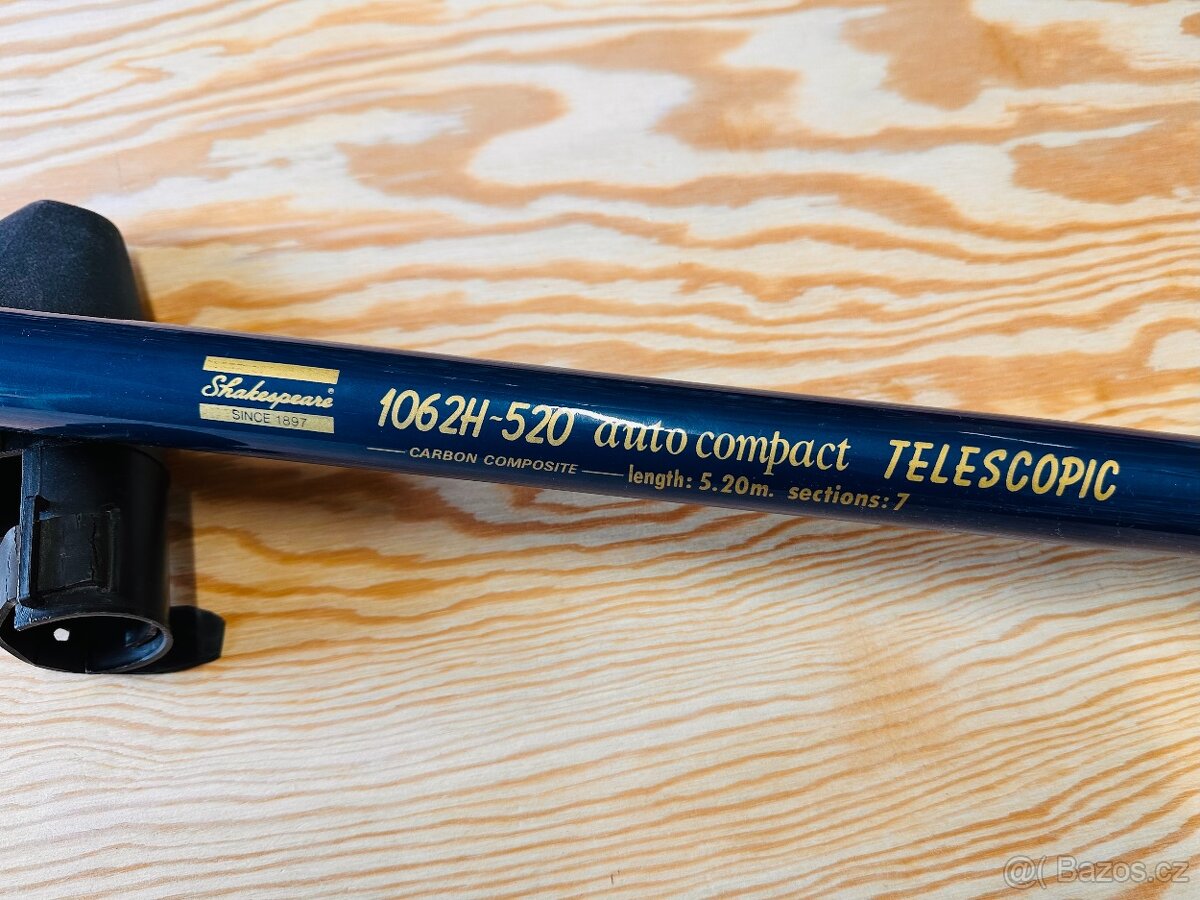 Shakespeare®
SINCE 1897
1062H-520 auto compact TELESCOPIC
CARBON COMPOSITE
length: 5.20m. sections: 7
@( Bazos.cz